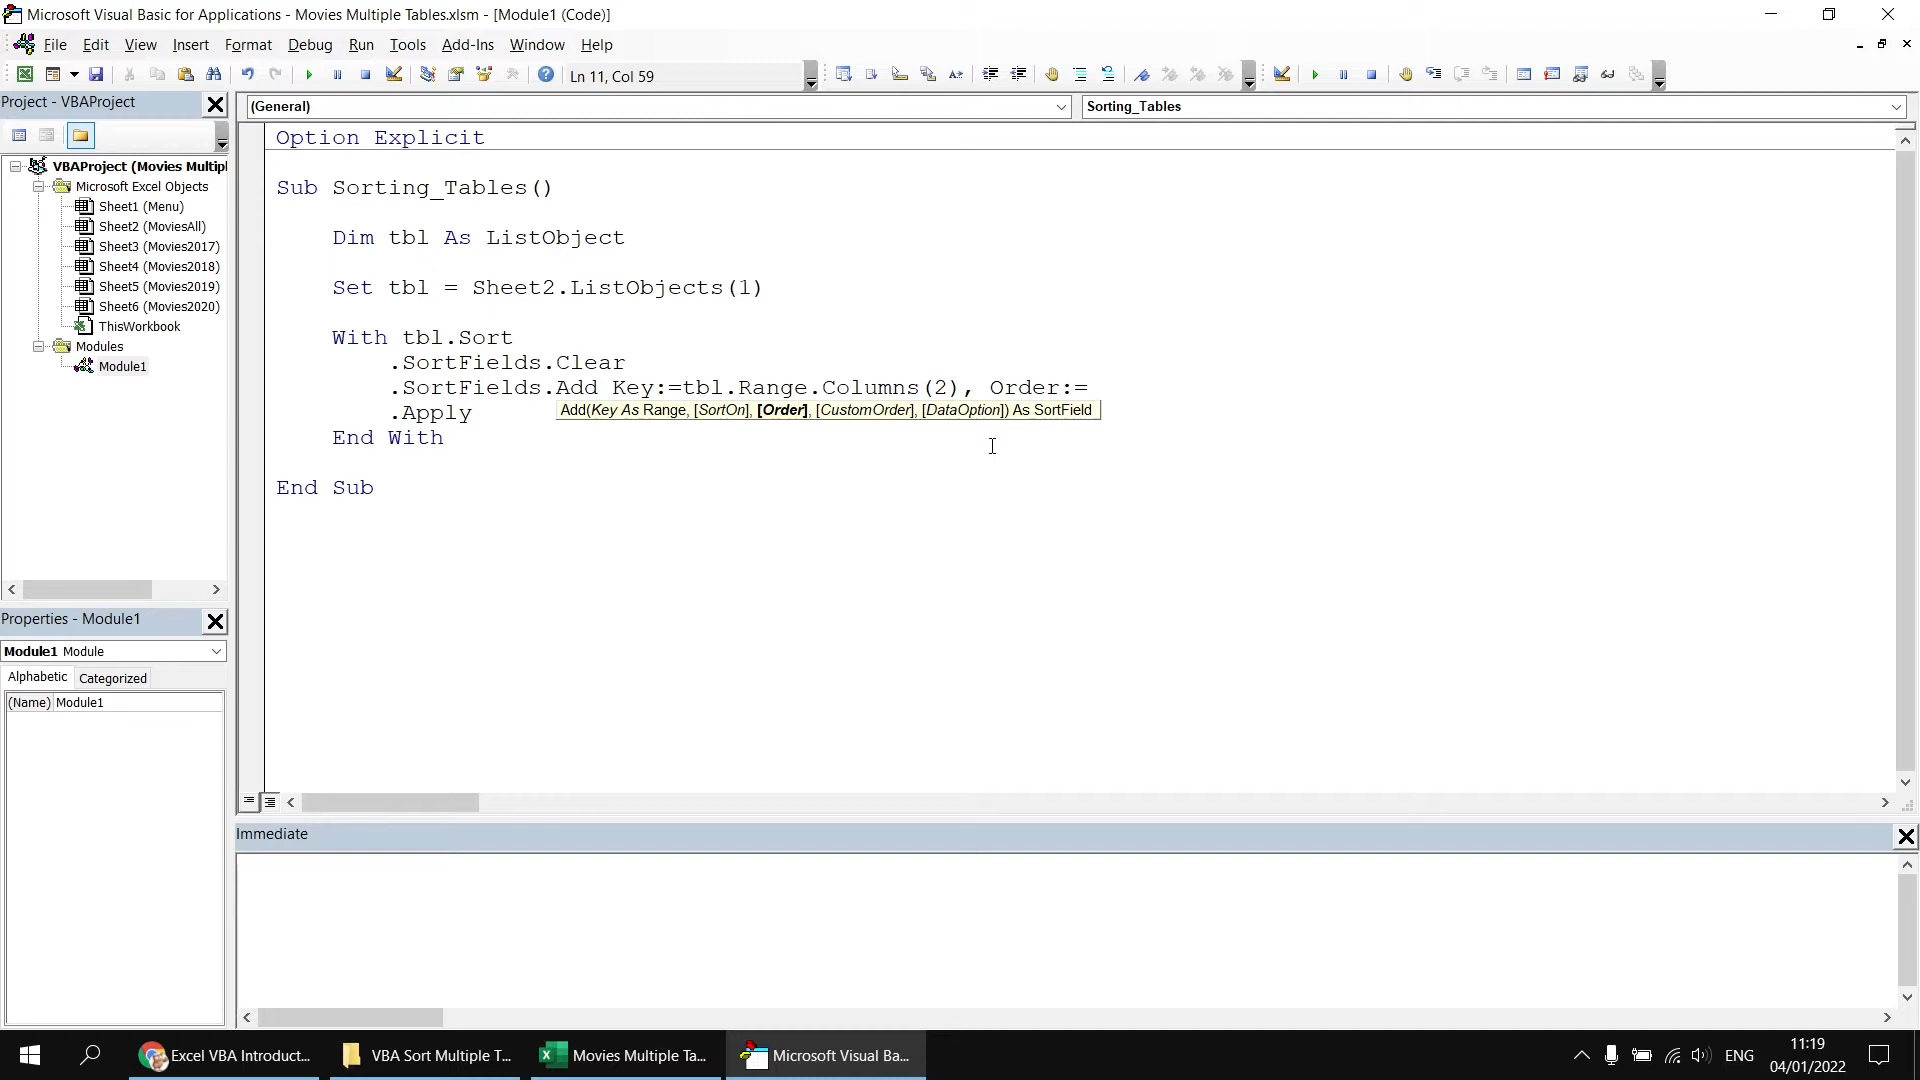 Microsoft Visual Basic for Applications - Movies Multiple Tables.xlsm - [Module1 (Code)]
File Edit View Insert Format Debug Run Tools Add-Ins Window Help
Ln 11, Col 59
Project - VBAProject
(General)
Sorting_Tables
VBAProject (Movies Multipl
Microsoft Excel Objects
Sheet1 (Menu)
Sheet2 (MoviesAll)
Sheet3 (Movies2017)
Sheet4 (Movies2018)
Sheet5 (Movies2019)
Sheet6 (Movies2020)
ThisWorkbook
Modules
Module1
Option Explicit
Sub Sorting_Tables()
Dim tbl As ListObject
Set tbl = Sheet2.ListObjects(1)
With tbl.Sort
.SortFields.Clear
.SortFields.Add Key:=tbl.Range.Columns(2), Order:=
.Apply
Add(Key As Range, [SortOn], [Order], [CustomOrder], [DataOption]) As SortField
End With
End Sub
Properties - Module1
Module1 Module
Alphabetic Categorized
(Name) Module1
Immediate
Excel VBA Introduct...
VBA Sort Multiple T...
Movies Multiple Ta...
Microsoft Visual Ba...
ENG
11:19
04/01/2022